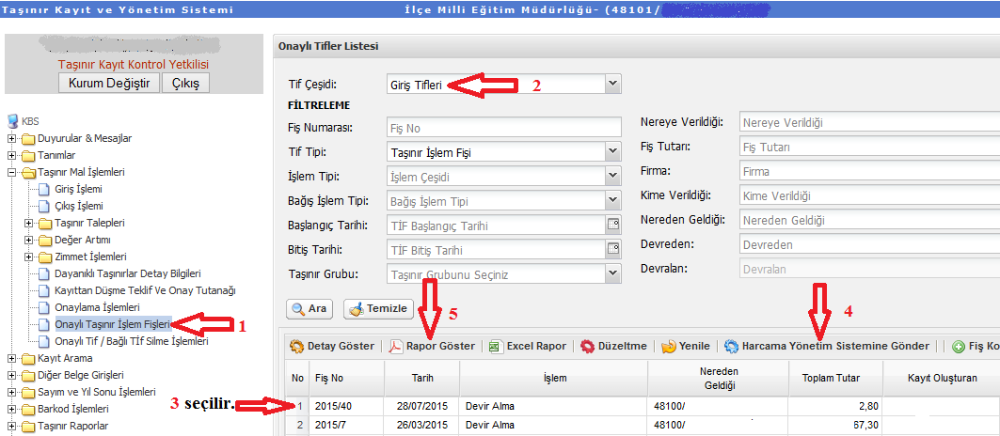 Taşınır Kayıt ve Yönetim Sistemi İlçe Milli Eğitim Müdürlüğü- (48101/
Taşınır Kayıt Kontrol Yetkilisi
Kurum Değiştir Çıkış
KBS
Duyurular & Mesajlar
Tanımlar
Taşınır Mal İşlemleri
Giriş İşlemi
Çıkış İşlemi
Taşınır Talepleri
Değer Artımı
Zimmet İşlemleri
Dayanıklı Taşınırlar Detay Bilgileri
Kayıttan Düşme Teklif Ve Onay Tutanağı
Onaylama İşlemleri
Onaylı Taşınır İşlem Fişleri 1
Onaylı Tif / Bağlı Tİf Silme İşlemleri
Kayıt Arama
Diğer Belge Girişleri
Sayım ve Yıl Sonu İşlemleri
Barkod İşlemleri
Taşınır Raporlar
3 seçilir.
Onaylı Tifler Listesi
Tif Çeşidi: Giriş Tifleri 2
FİLTRELEME
Fiş Numarası: Fiş No
Tif Tipi: Taşınır İşlem Fişi
İşlem Tipi: İşlem Çeşidi
Bağış İşlem Tipi: Bağış İşlem Tipi
Başlangıç Tarihi: TİF Başlangıç Tarihi
Bitiş Tarihi: TİF Bitiş Tarihi
Taşınır Grubu: Taşınır Grubunu Seçiniz
Nereye Verildiği: Nereye Verildiği
Fiş Tutarı: Fiş Tutarı
Firma: Firma
Kime Verildiği: Kime Verildiği
Nereden Geldiği: Nereden Geldiği
Devreden: Devreden
Devralan: Devralan
Ara Temizle 5 4
Detay Göster Rapor Göster Excel Rapor Düzeltme Yenile Harcama Yönetim Sistemine Gönder Fiş Ko
No Fiş No Tarih İşlem Nereden Geldiği Toplam Tutar Kayıt Oluşturan
1 2015/40 28/07/2015 Devir Alma 48100/ 2,80
2 2015/7 26/03/2015 Devir Alma 48100/ 67,30